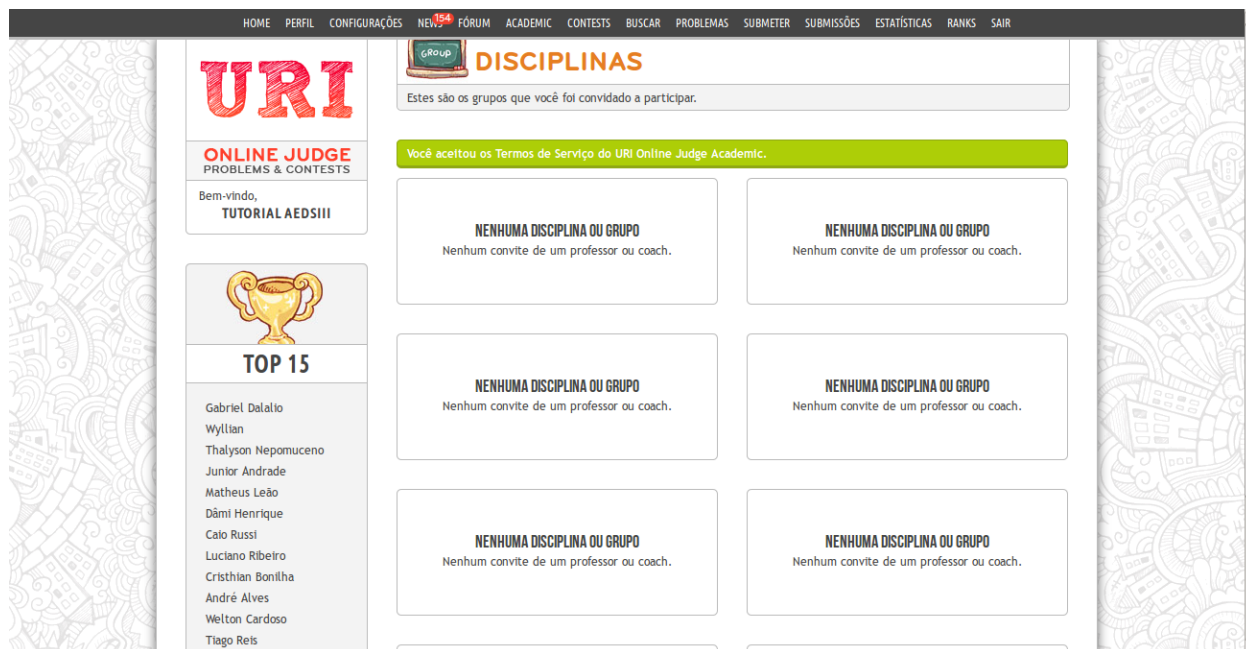 HOME PERFIL CONFIGURAÇÕES NEWS 154 FÓRUM ACADEMIC CONTESTS BUSCAR PROBLEMAS SUBMETER SUBMISSÕES ESTATÍSTICAS RANKS SAIR
URI
ONLINE JUDGE
PROBLEMS & CONTESTS
Bem-vindo,
TUTORIAL AEDSIII
TOP 15
Gabriel Dalalio
Wyllian
Thalyson Nepomuceno
Junior Andrade
Matheus Leão
Dâmi Henrique
Caio Russi
Luciano Ribeiro
Cristhian Bonilha
André Alves
Welton Cardoso
Tiago Reis
GROUP
DISCIPLINAS
Estes são os grupos que você foi convidado a participar.
Você aceitou os Termos de Serviço do URI Online Judge Academic.
NENHUMA DISCIPLINA OU GRUPO
Nenhum convite de um professor ou coach.
NENHUMA DISCIPLINA OU GRUPO
Nenhum convite de um professor ou coach.
NENHUMA DISCIPLINA OU GRUPO
Nenhum convite de um professor ou coach.
NENHUMA DISCIPLINA OU GRUPO
Nenhum convite de um professor ou coach.
NENHUMA DISCIPLINA OU GRUPO
Nenhum convite de um professor ou coach.
NENHUMA DISCIPLINA OU GRUPO
Nenhum convite de um professor ou coach.